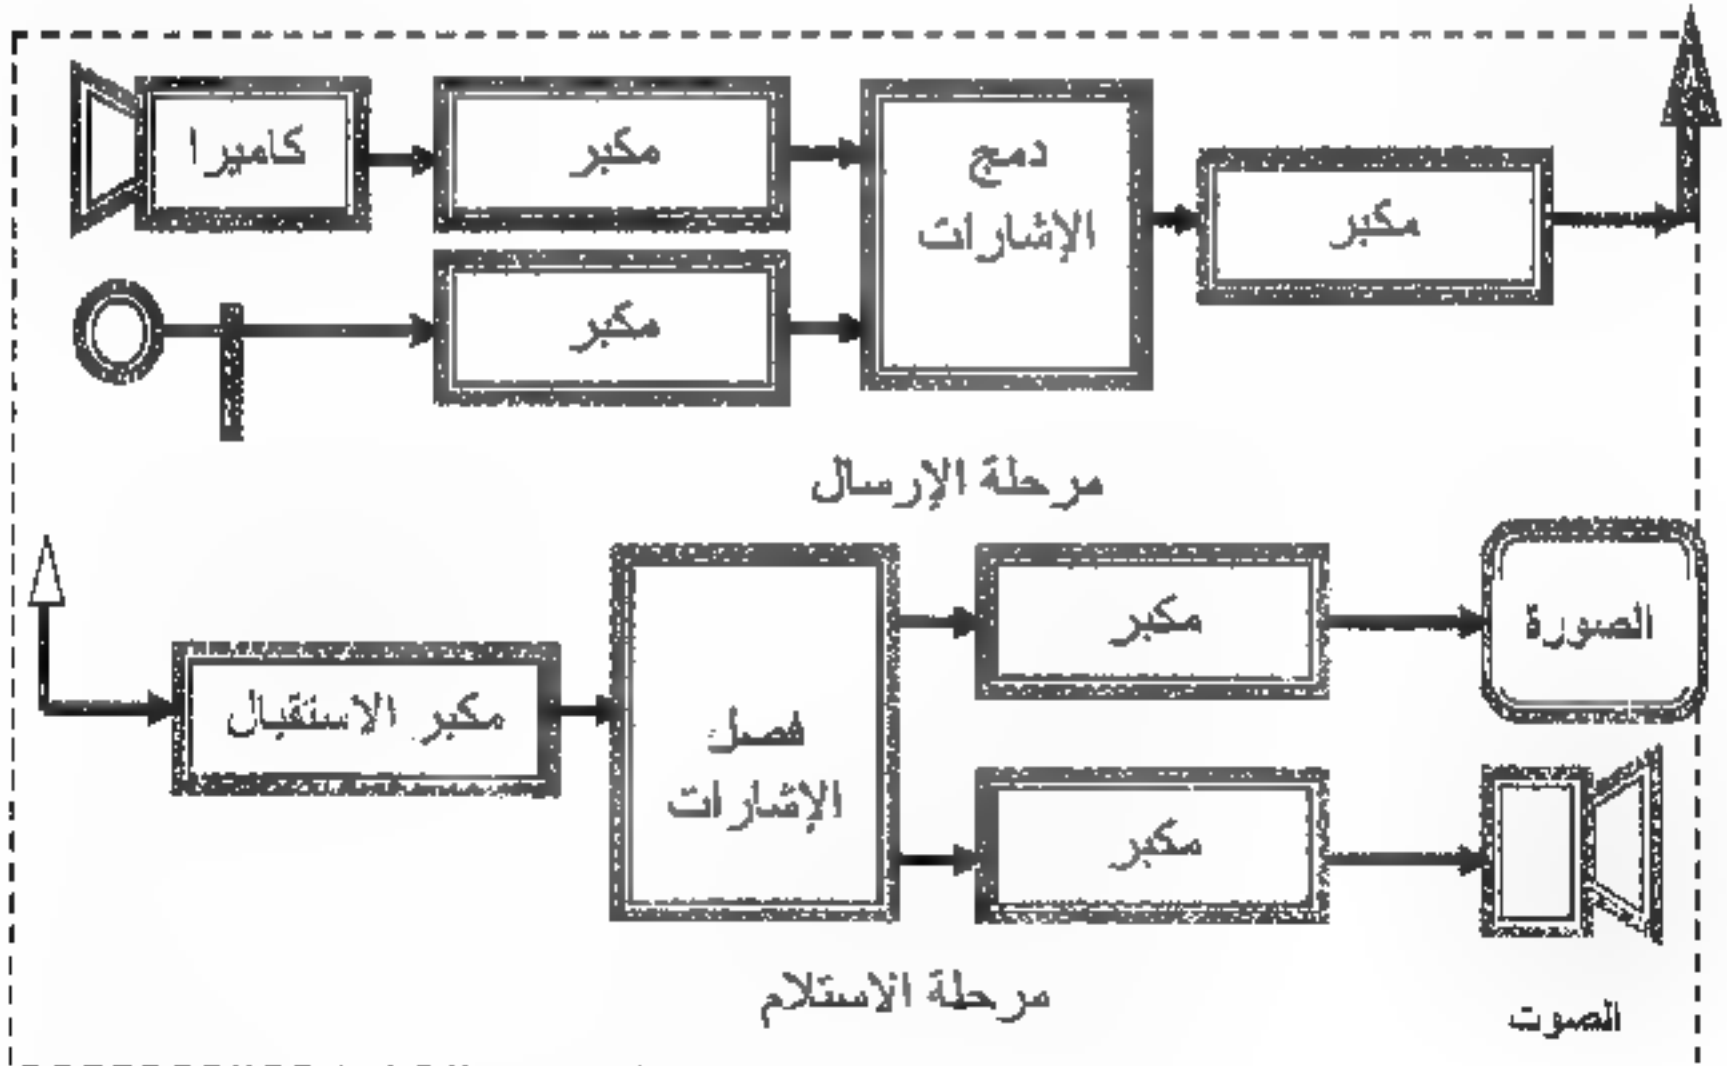 كاميرا
مكبر
دمج
الإشارات
مكبر
مكبر
مرحلة الإرسال
مكبر الاستقبال
فصل
الإشارات
مكبر
الصورة
مكبر
مرحلة الاستلام
الصوت